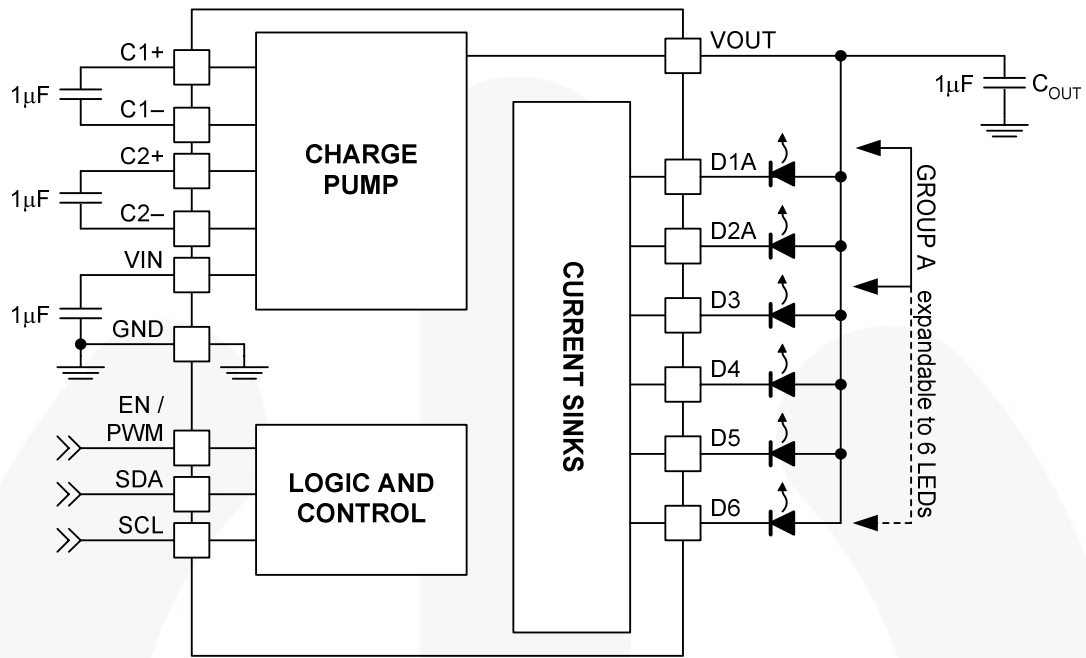 C1+
1µF
C1–
C2+
1µF
C2–
VIN
1µF
GND
EN /
PWM
SDA
SCL
CHARGE
PUMP
LOGIC AND
CONTROL
CURRENT SINKS
VOUT
1µF COUT
D1A
D2A
D3
D4
D5
D6
GROUP A expandable to 6 LEDs